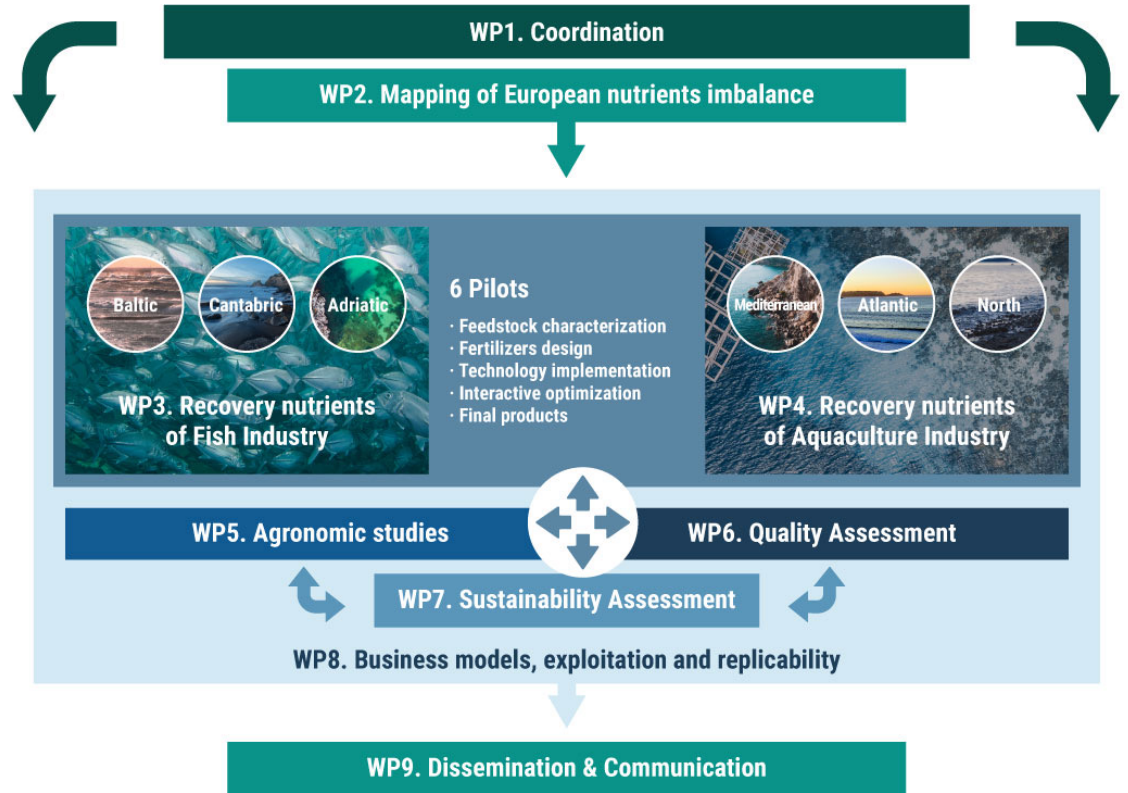 WP1. Coordination
WP2. Mapping of European nutrients imbalance
Baltic
Cantabric
Adriatic
WP3. Recovery nutrients
of Fish Industry
6 Pilots
· Feedstock characterization
· Fertilizers design
· Technology implementation
· Interactive optimization
· Final products
Mediterranean
Atlantic
North
WP4. Recovery nutrients
of Aquaculture Industry
WP5. Agronomic studies
WP6. Quality Assessment
WP7. Sustainability Assessment
WP8. Business models, exploitation and replicability
WP9. Dissemination & Communication